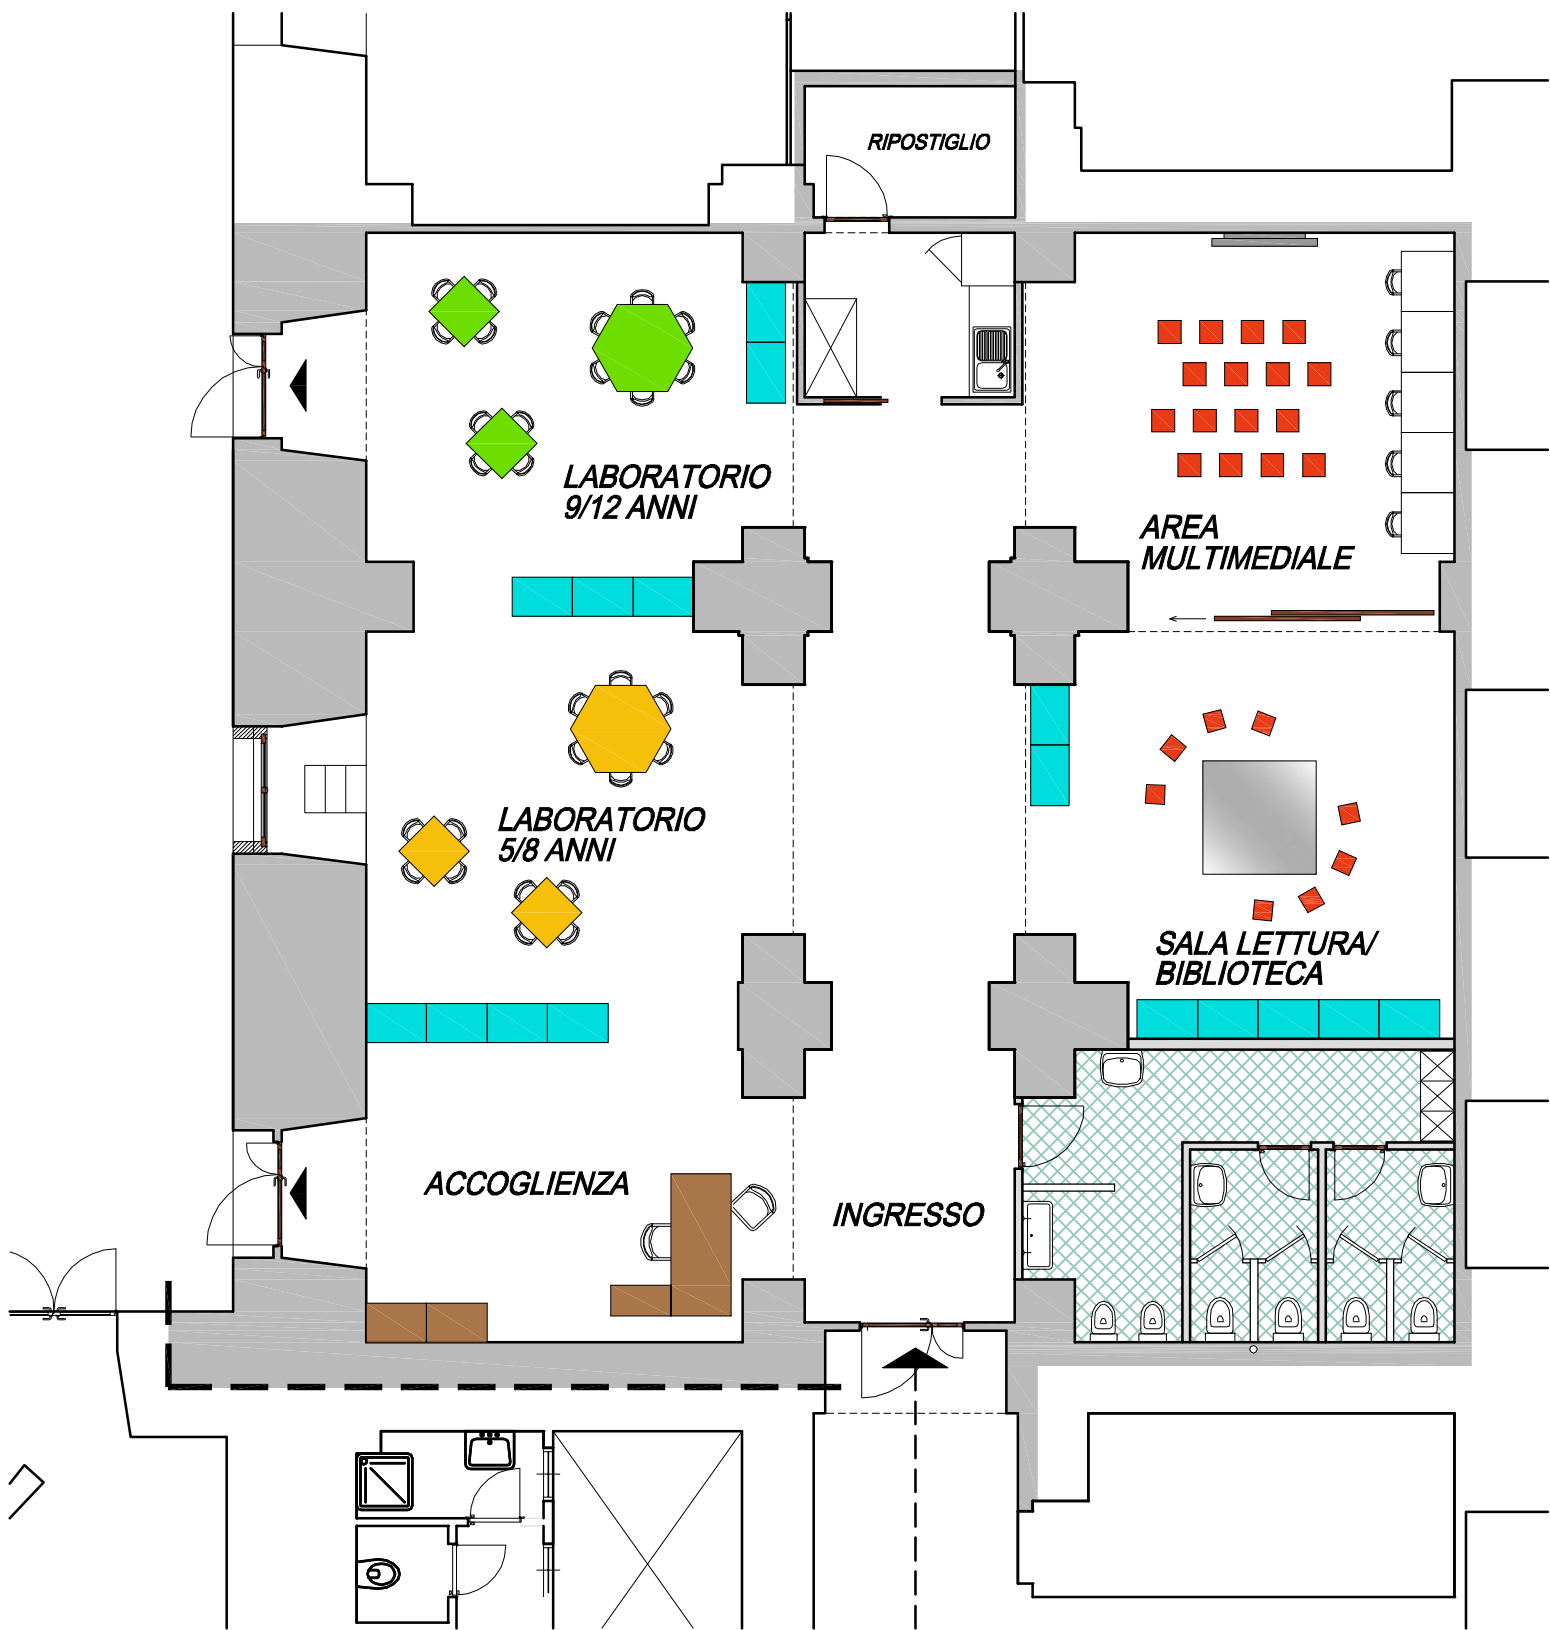 RIPOSTIGLIO
LABORATORIO
9/12 ANNI
AREA
MULTIMEDIALE
LABORATORIO
5/8 ANNI
SALA LETTURA/
BIBLIOTECA
ACCOGLIENZA
INGRESSO